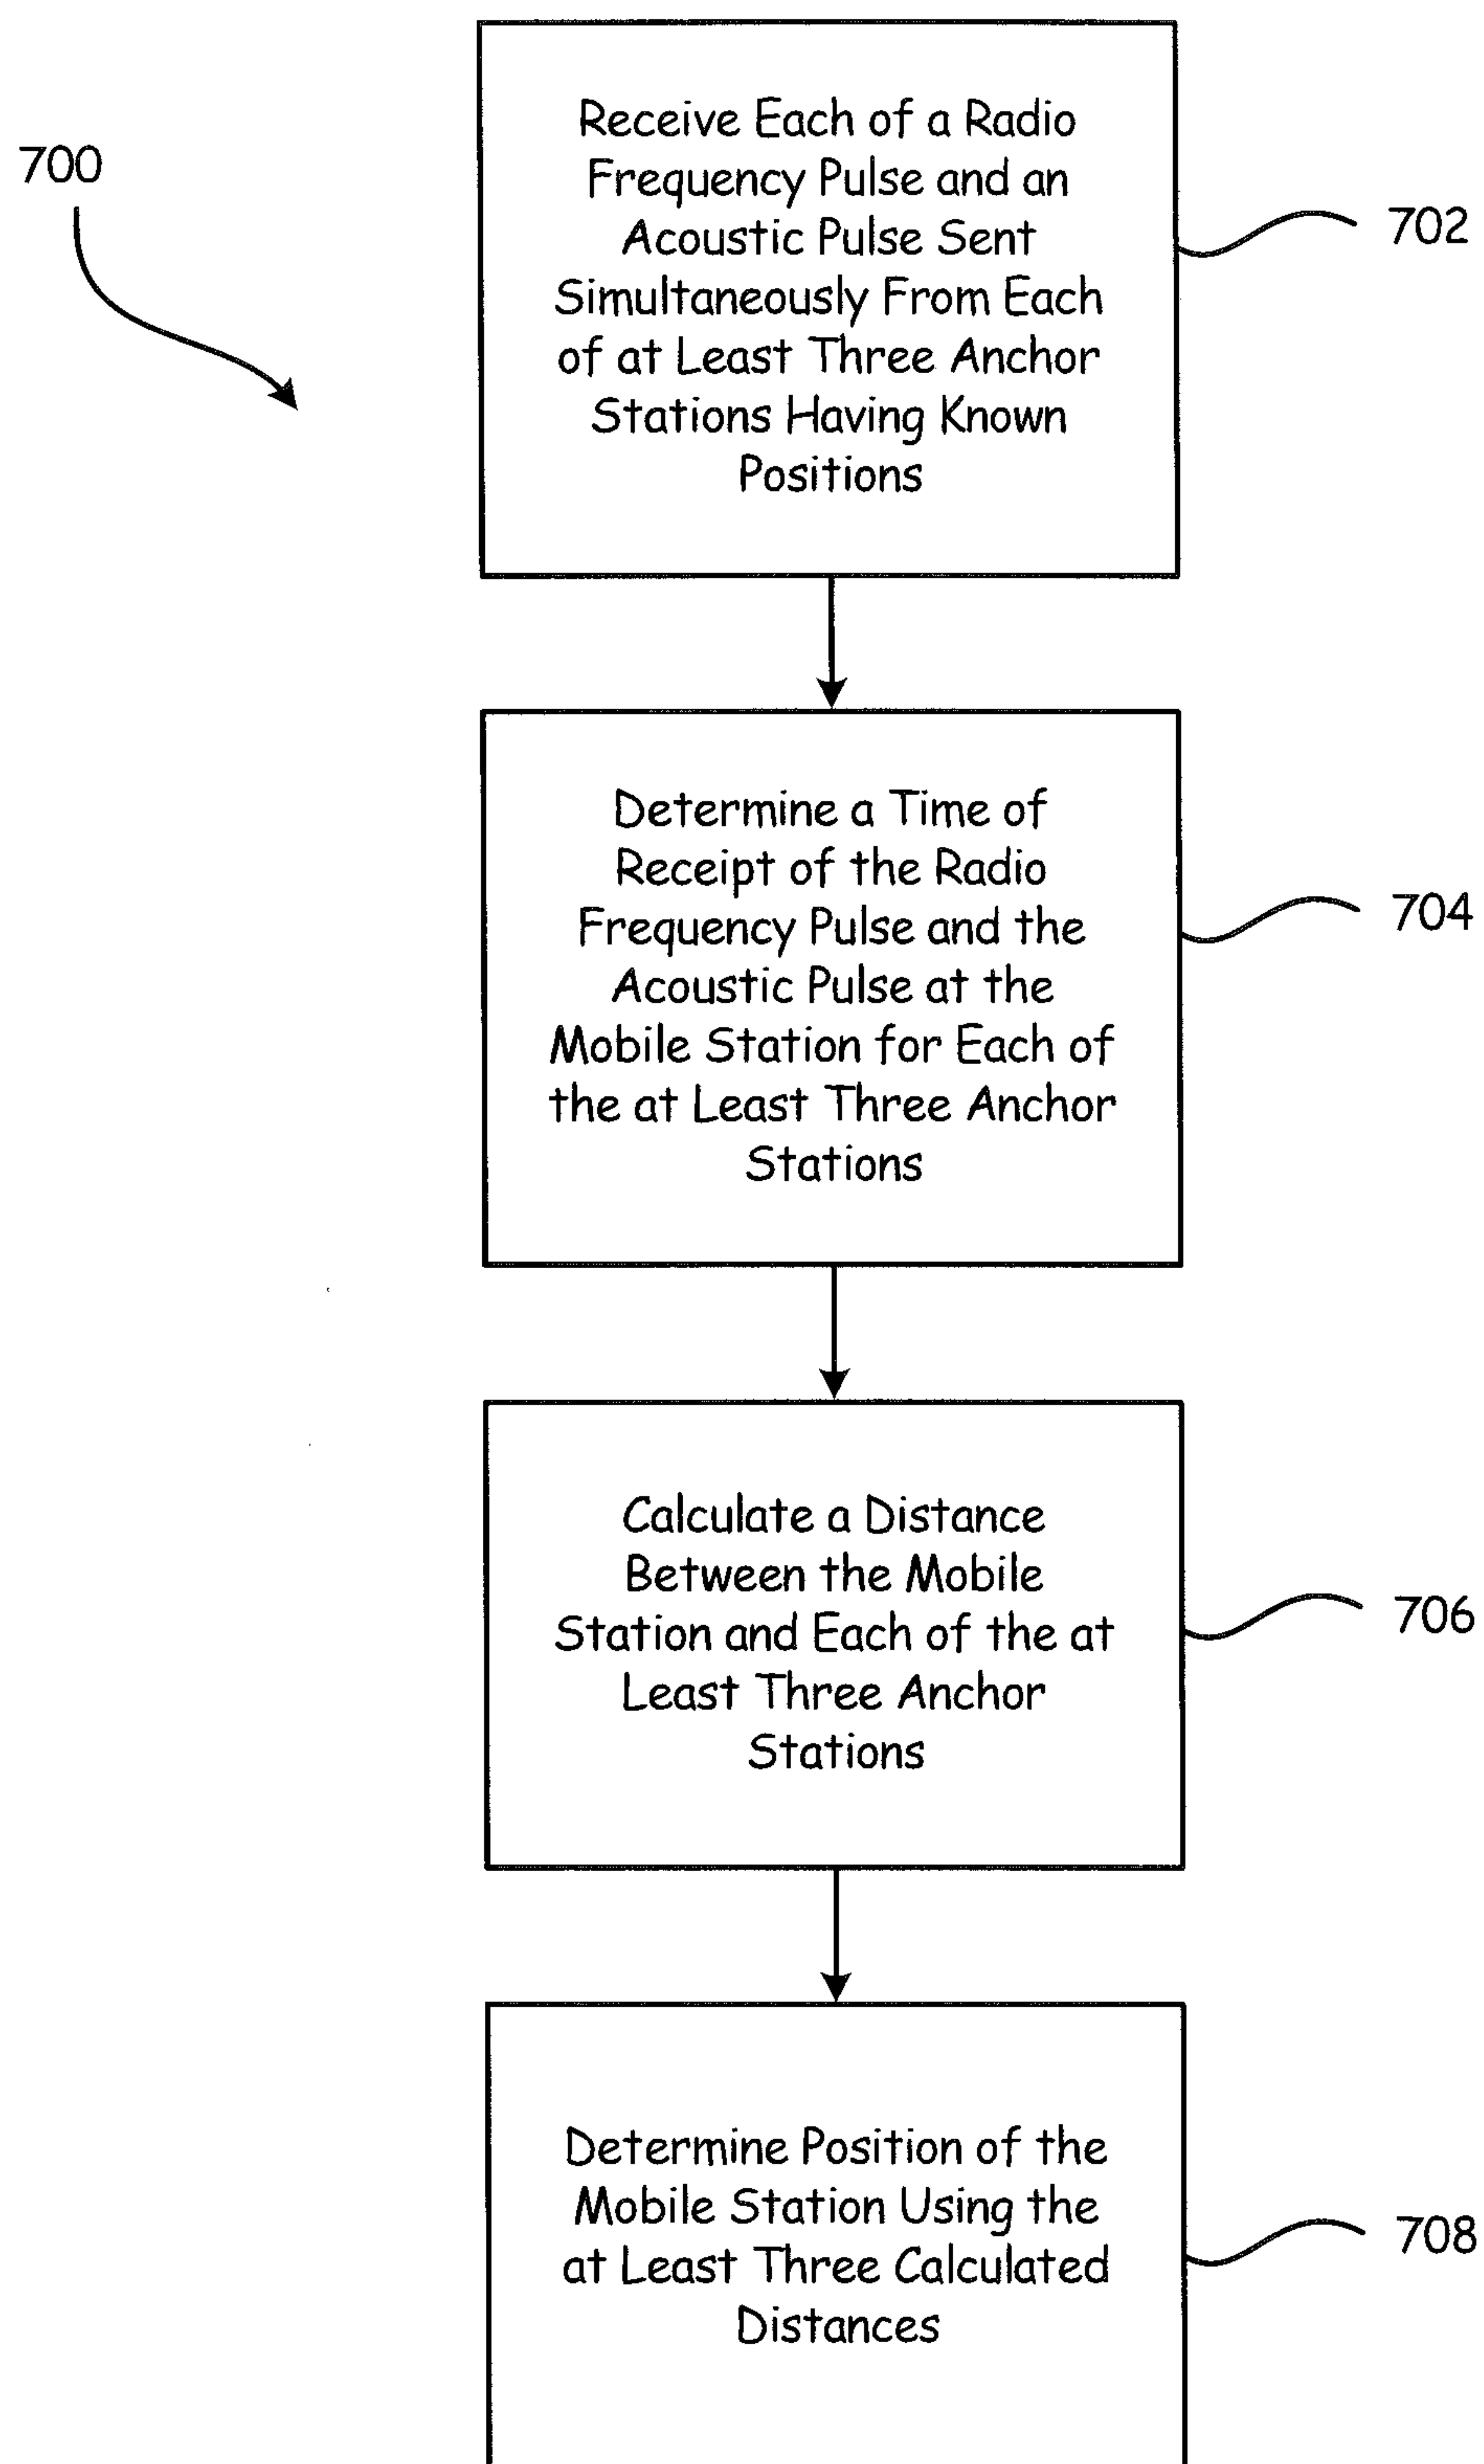 700
Receive Each of a Radio
Frequency Pulse and an
Acoustic Pulse Sent
Simultaneously From Each
of at Least Three Anchor
Stations Having Known
Positions
702
Determine a Time of
Receipt of the Radio
Frequency Pulse and the
Acoustic Pulse at the
Mobile Station for Each of
the at Least Three Anchor
Stations
704
Calculate a Distance
Between the Mobile
Station and Each of the at
Least Three Anchor
Stations
706
Determine Position of the
Mobile Station Using the
at Least Three Calculated
Distances
708